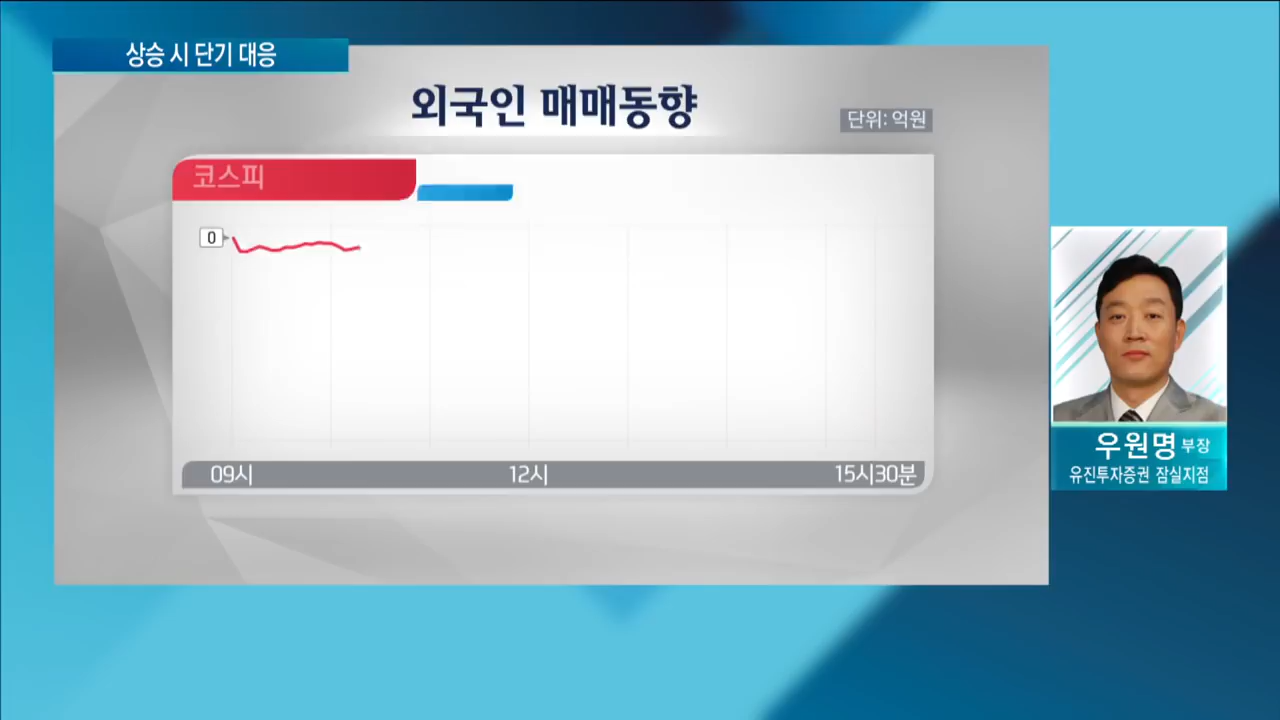 상승 시 단기 대응
외국인 매매동향
단위: 억원
코스피
0
09시 12시 15시30분
우원명 부장
유진투자증권 잠실지점